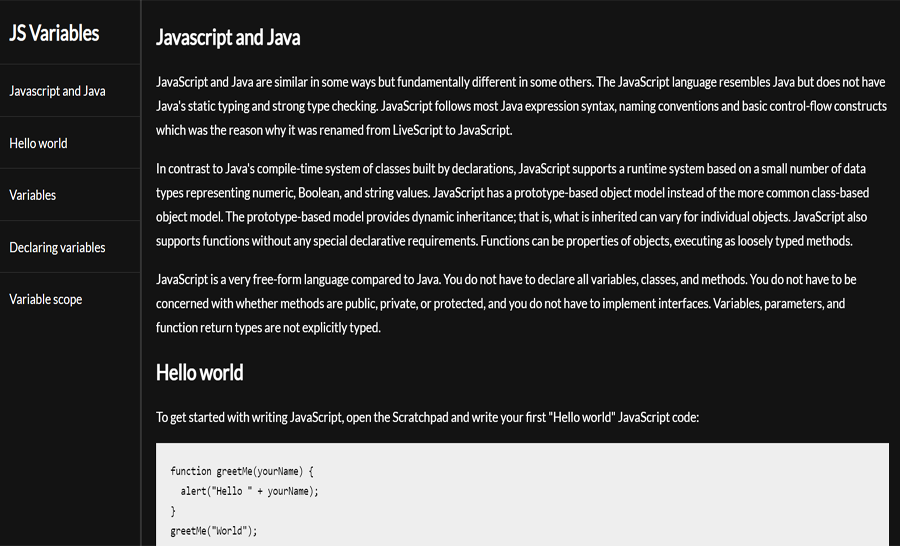 JS Variables
Javascript and Java
Hello world
Variables
Declaring variables
Variable scope
Javascript and Java
JavaScript and Java are similar in some ways but fundamentally different in some others. The JavaScript language resembles Java but does not have
Java's static typing and strong type checking. JavaScript follows most Java expression syntax, naming conventions and basic control-flow constructs
which was the reason why it was renamed from LiveScript to JavaScript.
In contrast to Java's compile-time system of classes built by declarations, JavaScript supports a runtime system based on a small number of data
types representing numeric, Boolean, and string values. JavaScript has a prototype-based object model instead of the more common class-based
object model. The prototype-based model provides dynamic inheritance; that is, what is inherited can vary for individual objects. JavaScript also
supports functions without any special declarative requirements. Functions can be properties of objects, executing as loosely typed methods.
JavaScript is a very free-form language compared to Java. You do not have to declare all variables, classes, and methods. You do not have to be
concerned with whether methods are public, private, or protected, and you do not have to implement interfaces. Variables, parameters, and
function return types are not explicitly typed.
Hello world
To get started with writing JavaScript, open the Scratchpad and write your first "Hello world" JavaScript code:
function greetMe(yourName) {
  alert("Hello " + yourName);
}
greetMe("World");